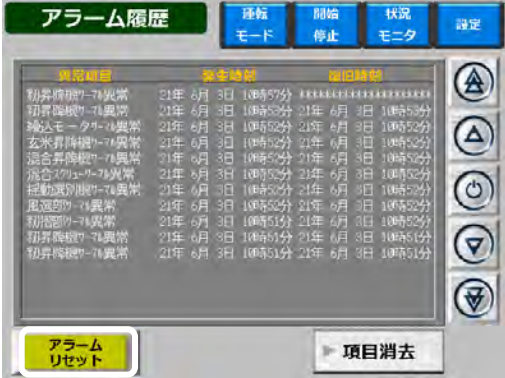 アラーム履歴
運転
モード
開始
停止
状況
モニタ
設定
異常項目 発生時刻 復旧時刻
籾昇降機サーマル異常 21年 6月 3日 10時57分 ********************
籾昇降機サーマル異常 21年 6月 3日 10時53分 21年 6月 3日 10時53分
繰込モータサーマル異常 21年 6月 3日 10時52分 21年 6月 3日 10時52分
玄米昇降機サーマル異常 21年 6月 3日 10時52分 21年 6月 3日 10時52分
混合昇降機サーマル異常 21年 6月 3日 10時52分 21年 6月 3日 10時52分
混合スクリューサーマル異常 21年 6月 3日 10時52分 21年 6月 3日 10時52分
揺動選別機サーマル異常 21年 6月 3日 10時52分 21年 6月 3日 10時52分
風選部サーマル異常 21年 6月 3日 10時52分 21年 6月 3日 10時52分
籾摺部サーマル異常 21年 6月 3日 10時51分 21年 6月 3日 10時51分
籾昇降機サーマル異常 21年 6月 3日 10時51分 21年 6月 3日 10時51分
籾昇降機サーマル異常 21年 6月 3日 10時51分 21年 6月 3日 10時51分
アラーム
リセット
項目消去